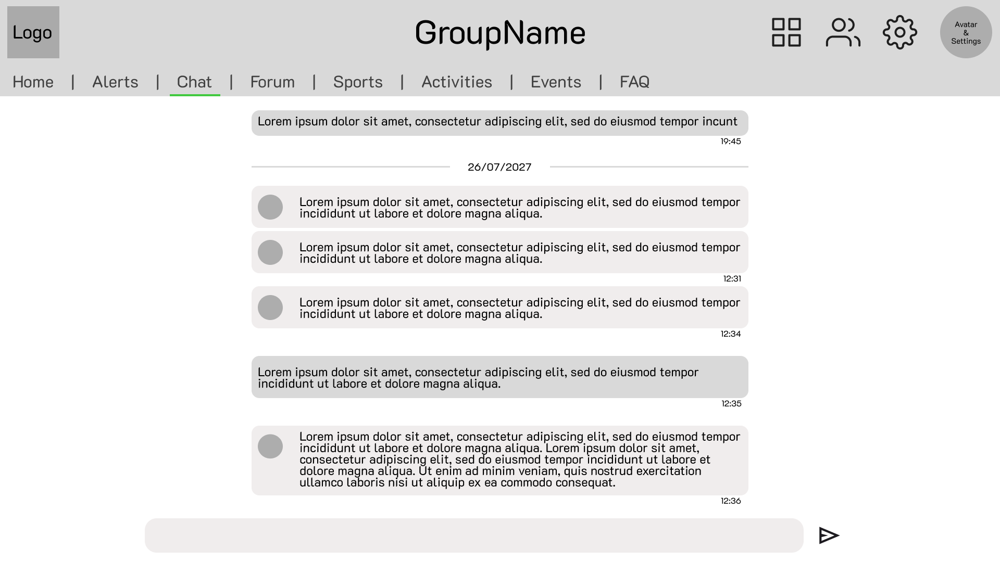 Logo
GroupName
Avatar
&
Settings
Home | Alerts | Chat | Forum | Sports | Activities | Events | FAQ
Lorem ipsum dolor sit amet, consectetur adipiscing elit, sed do eiusmod tempor incunt
19:45
26/07/2027
Lorem ipsum dolor sit amet, consectetur adipiscing elit, sed do eiusmod tempor
incididunt ut labore et dolore magna aliqua.
Lorem ipsum dolor sit amet, consectetur adipiscing elit, sed do eiusmod tempor
incididunt ut labore et dolore magna aliqua.
12:31
Lorem ipsum dolor sit amet, consectetur adipiscing elit, sed do eiusmod tempor
incididunt ut labore et dolore magna aliqua.
12:34
Lorem ipsum dolor sit amet, consectetur adipiscing elit, sed do eiusmod tempor
incididunt ut labore et dolore magna aliqua.
12:35
Lorem ipsum dolor sit amet, consectetur adipiscing elit, sed do eiusmod tempor
incididunt ut labore et dolore magna aliqua. Lorem ipsum dolor sit amet,
consectetur adipiscing elit, sed do eiusmod tempor incididunt ut labore et
dolore magna aliqua. Ut enim ad minim veniam, quis nostrud exercitation
ullamco laboris nisi ut aliquip ex ea commodo consequat.
12:36